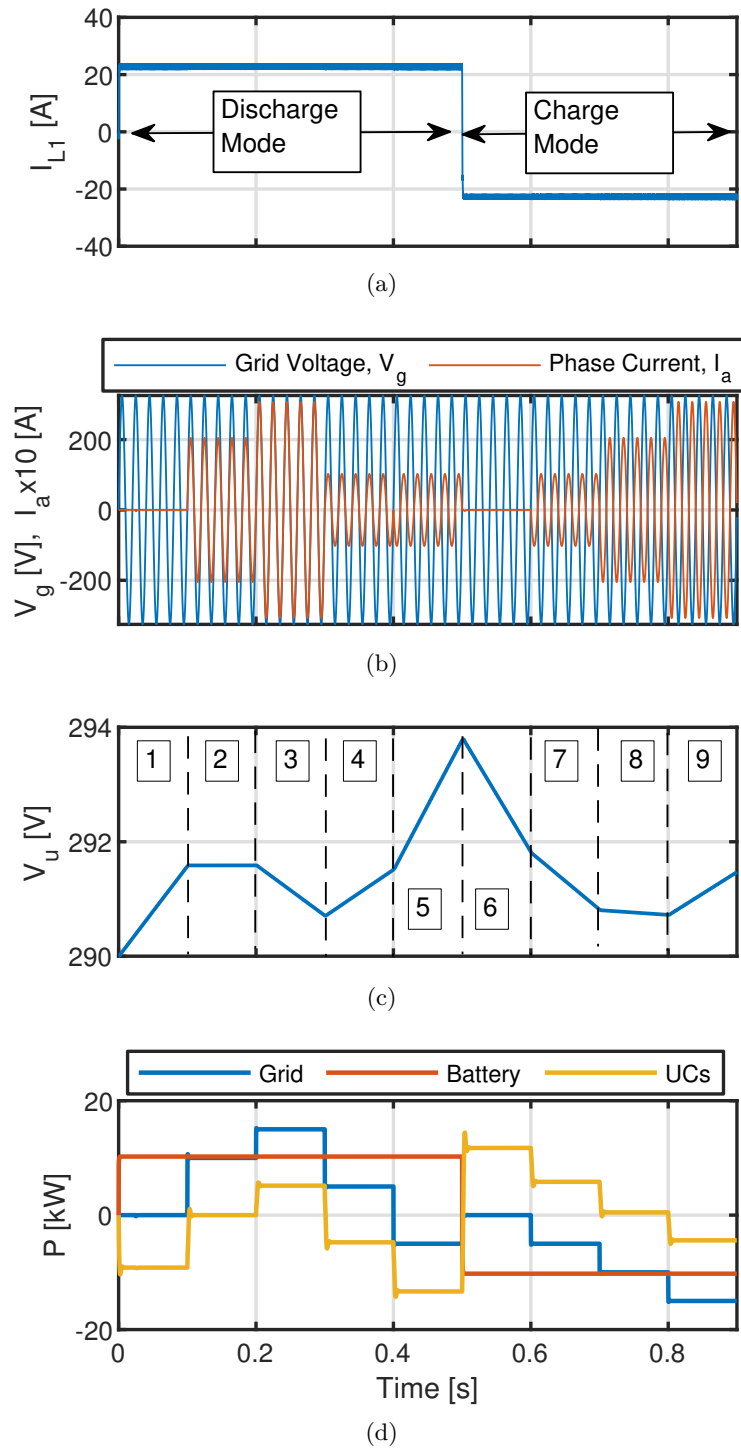 40
20
0
-20
-40
I_L1 [A]
Discharge
Mode
Charge
Mode
(a)
Grid Voltage, V_g
Phase Current, I_a
V_g [V], I_a x10 [A]
200
0
-200
(b)
294
292
290
V_u [V]
1
2
3
4
5
6
7
8
9
(c)
Grid
Battery
UCs
20
0
-20
P [kW]
0
0.2
0.4
0.6
0.8
Time [s]
(d)